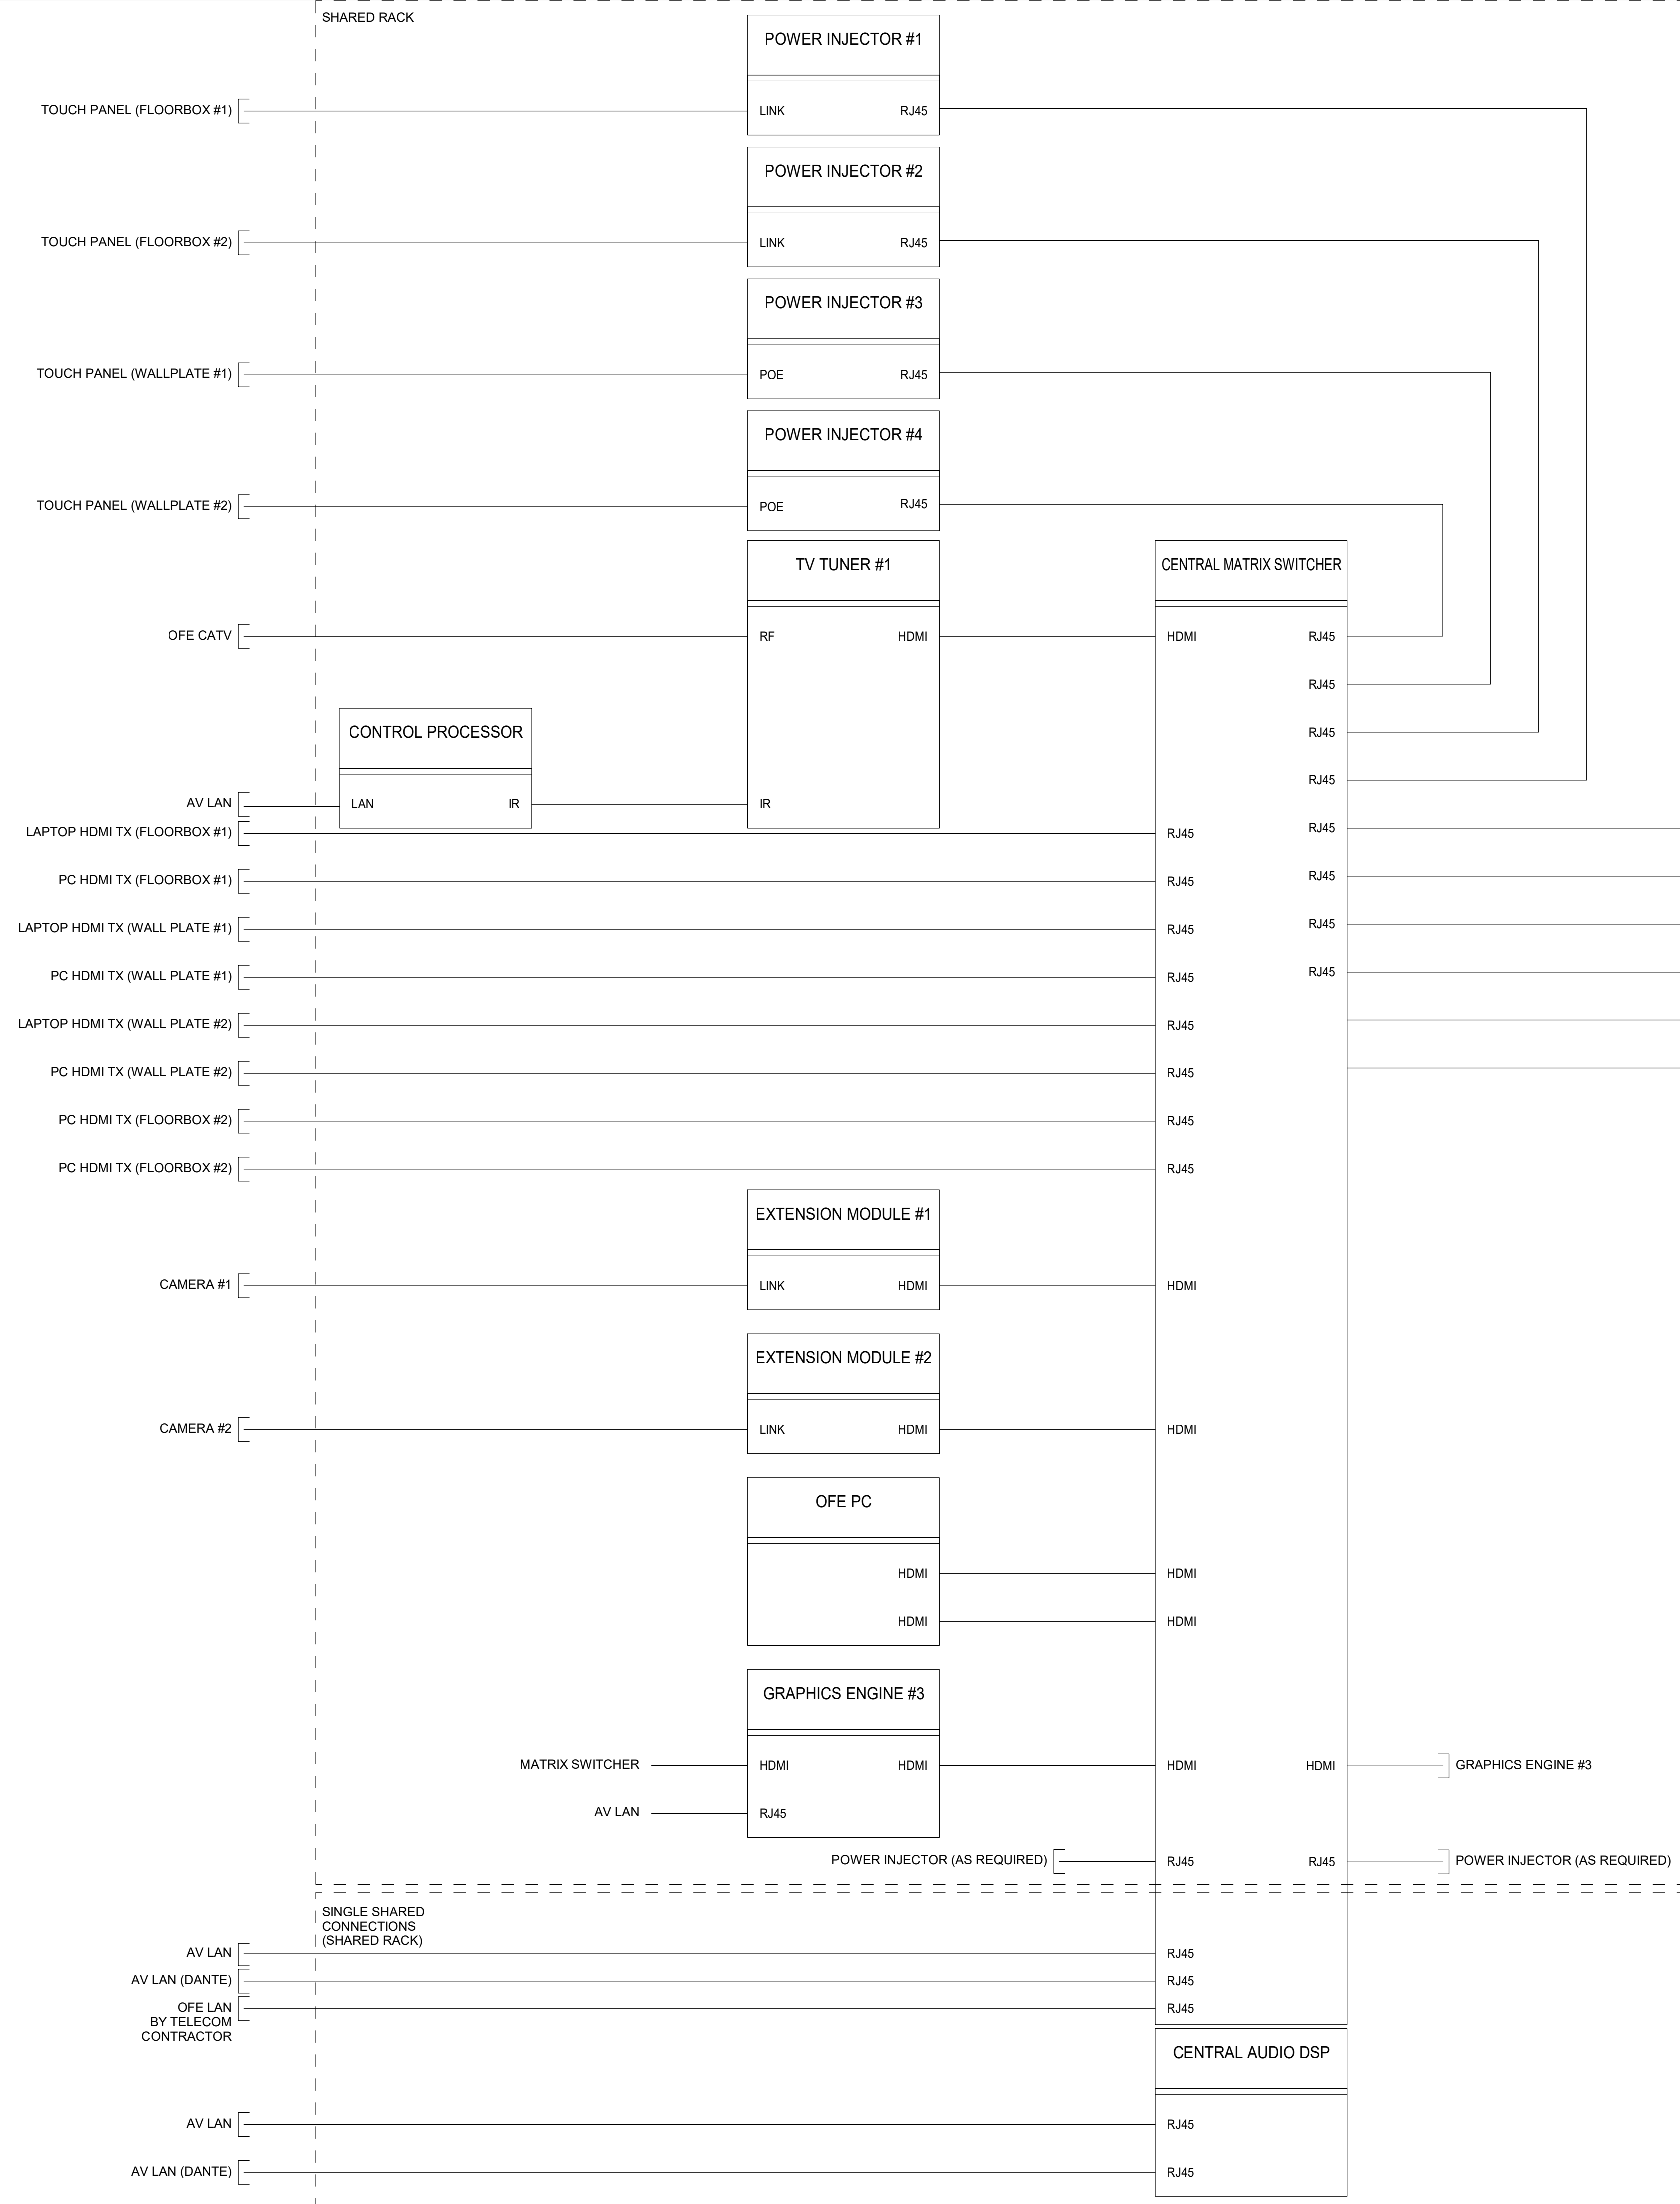 SHARED RACK
POWER INJECTOR #1
TOUCH PANEL (FLOORBOX #1)
LINK
RJ45
POWER INJECTOR #2
TOUCH PANEL (FLOORBOX #2)
LINK
RJ45
POWER INJECTOR #3
TOUCH PANEL (WALLPLATE #1)
POE
RJ45
POWER INJECTOR #4
TOUCH PANEL (WALLPLATE #2)
POE
RJ45
TV TUNER #1
CENTRAL MATRIX SWITCHER
OFE CATV
RF
HDMI
HDMI
RJ45
RJ45
CONTROL PROCESSOR
RJ45
RJ45
AV LAN
LAN
IR
IR
LAPTOP HDMI TX (FLOORBOX #1)
RJ45
RJ45
PC HDMI TX (FLOORBOX #1)
RJ45
RJ45
LAPTOP HDMI TX (WALL PLATE #1)
RJ45
RJ45
PC HDMI TX (WALL PLATE #1)
RJ45
RJ45
LAPTOP HDMI TX (WALL PLATE #2)
RJ45
PC HDMI TX (WALL PLATE #2)
RJ45
PC HDMI TX (FLOORBOX #2)
RJ45
PC HDMI TX (FLOORBOX #2)
RJ45
EXTENSION MODULE #1
CAMERA #1
LINK
HDMI
HDMI
EXTENSION MODULE #2
CAMERA #2
LINK
HDMI
HDMI
OFE PC
HDMI
HDMI
HDMI
HDMI
GRAPHICS ENGINE #3
MATRIX SWITCHER
HDMI
HDMI
HDMI
HDMI
GRAPHICS ENGINE #3
AV LAN
RJ45
POWER INJECTOR (AS REQUIRED)
RJ45
RJ45
POWER INJECTOR (AS REQUIRED)
SINGLE SHARED
CONNECTIONS
(SHARED RACK)
AV LAN
RJ45
AV LAN (DANTE)
RJ45
OFE LAN
BY TELECOM
CONTRACTOR
RJ45
CENTRAL AUDIO DSP
AV LAN
RJ45
AV LAN (DANTE)
RJ45